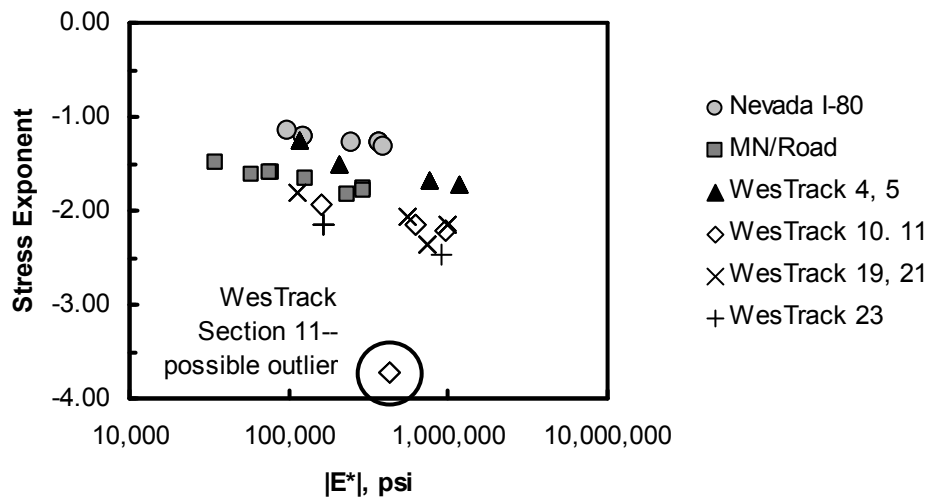 0.00
-1.00
-2.00
-3.00
-4.00
Stress Exponent
10,000
100,000
1,000,000
10,000,000
|E*|, psi
WesTrack
Section 11--
possible outlier
Nevada I-80
MN/Road
WesTrack 4, 5
WesTrack 10. 11
WesTrack 19, 21
WesTrack 23